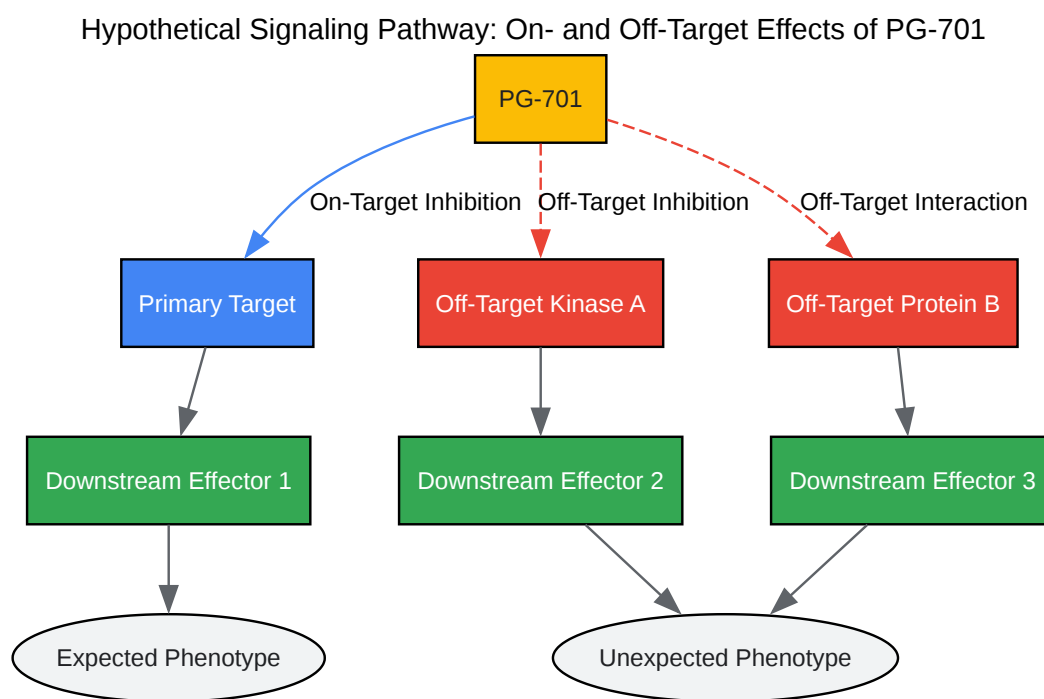 Hypothetical Signaling Pathway: On- and Off-Target Effects of PG-701
PG-701
On-Target Inhibition
Off-Target Inhibition
Off-Target Interaction
Primary Target
Off-Target Kinase A
Off-Target Protein B
Downstream Effector 1
Downstream Effector 2
Downstream Effector 3
Expected Phenotype
Unexpected Phenotype